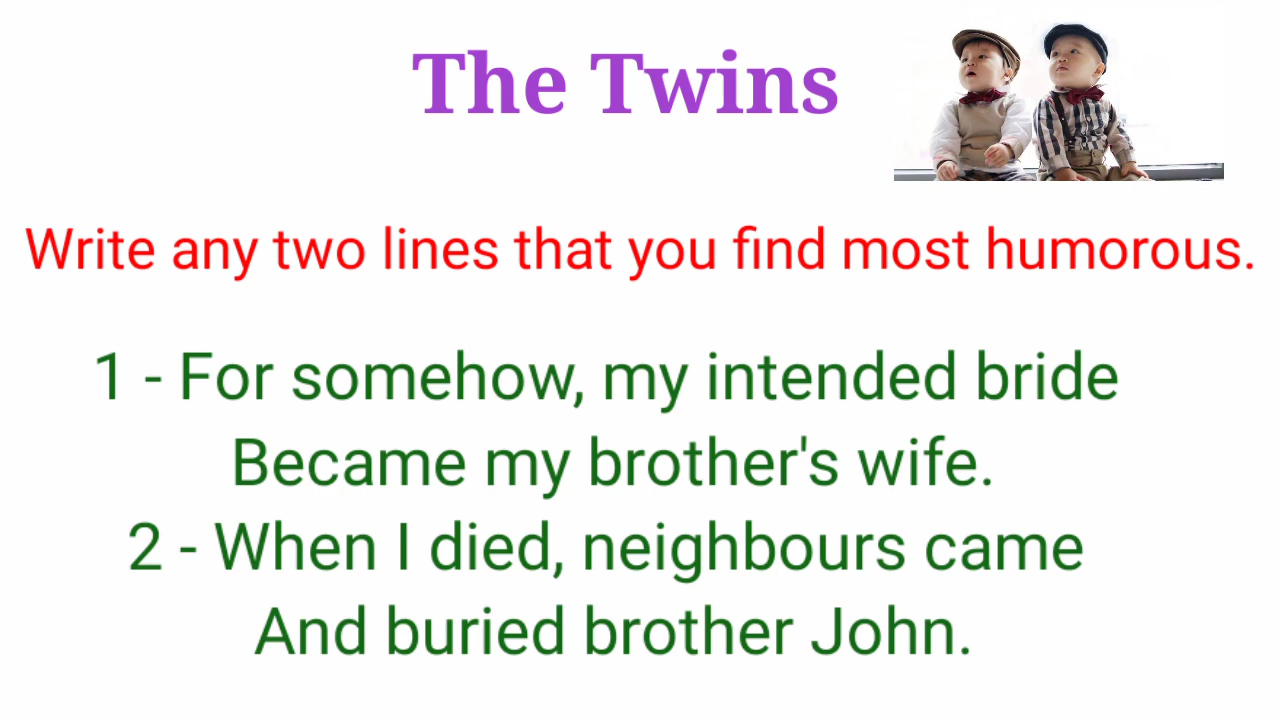 The Twins
Write any two lines that you find most humorous.
1 - For somehow, my intended bride
Became my brother's wife.
2 - When I died, neighbours came
And buried brother John.